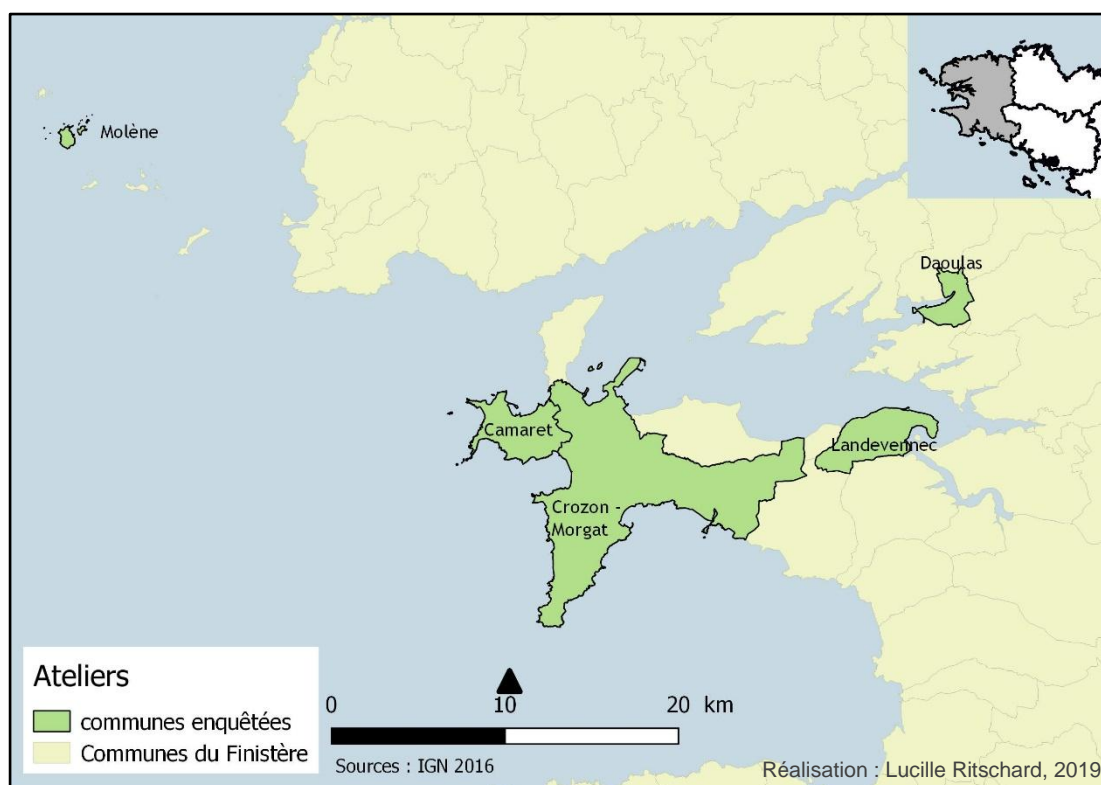 Molène
Daoulas
Camaret
Landevennec
Crozon -
Morgat
Ateliers
communes enquêtées
Communes du Finistère
0 10 20 km
Sources : IGN 2016
Réalisation : Lucille Ritschard, 2019